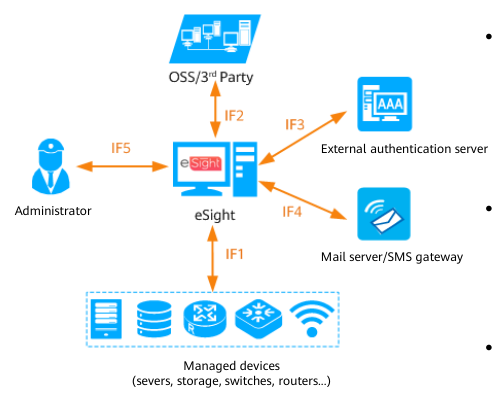 OSS/3rd Party
IF2
IF3
AAA
External authentication server
IF5
eSight
Administrator
eSight
IF4
Mail server/SMS gateway
IF1
R
Managed devices
(severs, storage, switches, routers...)